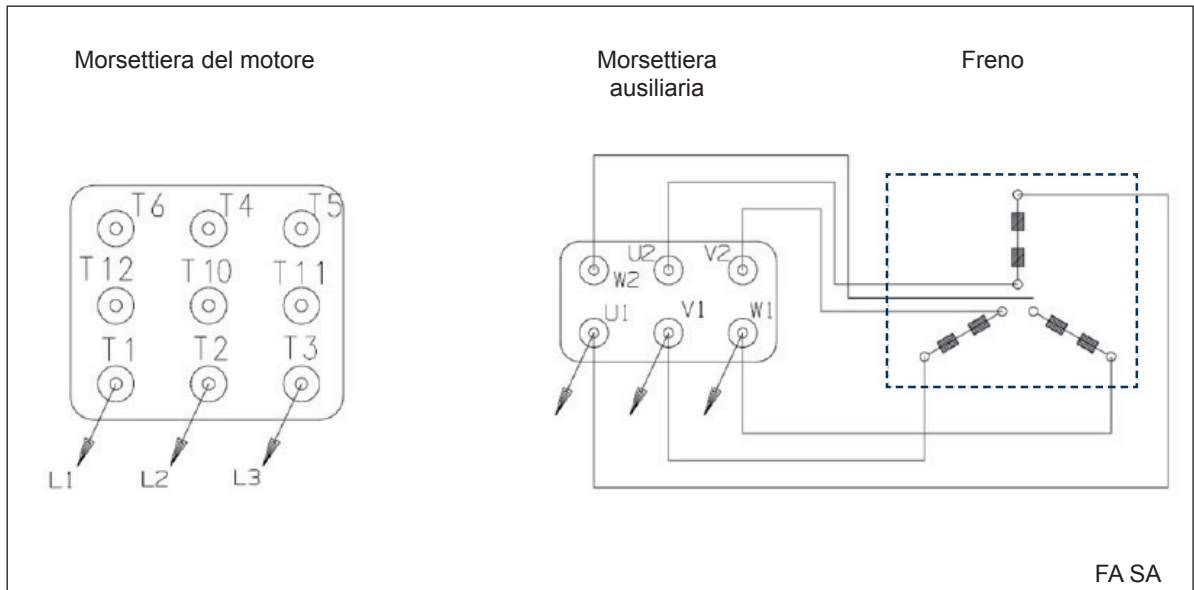 Morsettiera del motore
Morsettiera
ausiliaria
Freno
T6 T4 T5
T12 T10 T11
T1 T2 T3
L1 L2 L3
W2 U2 V2
U1 V1 W1
FA SA